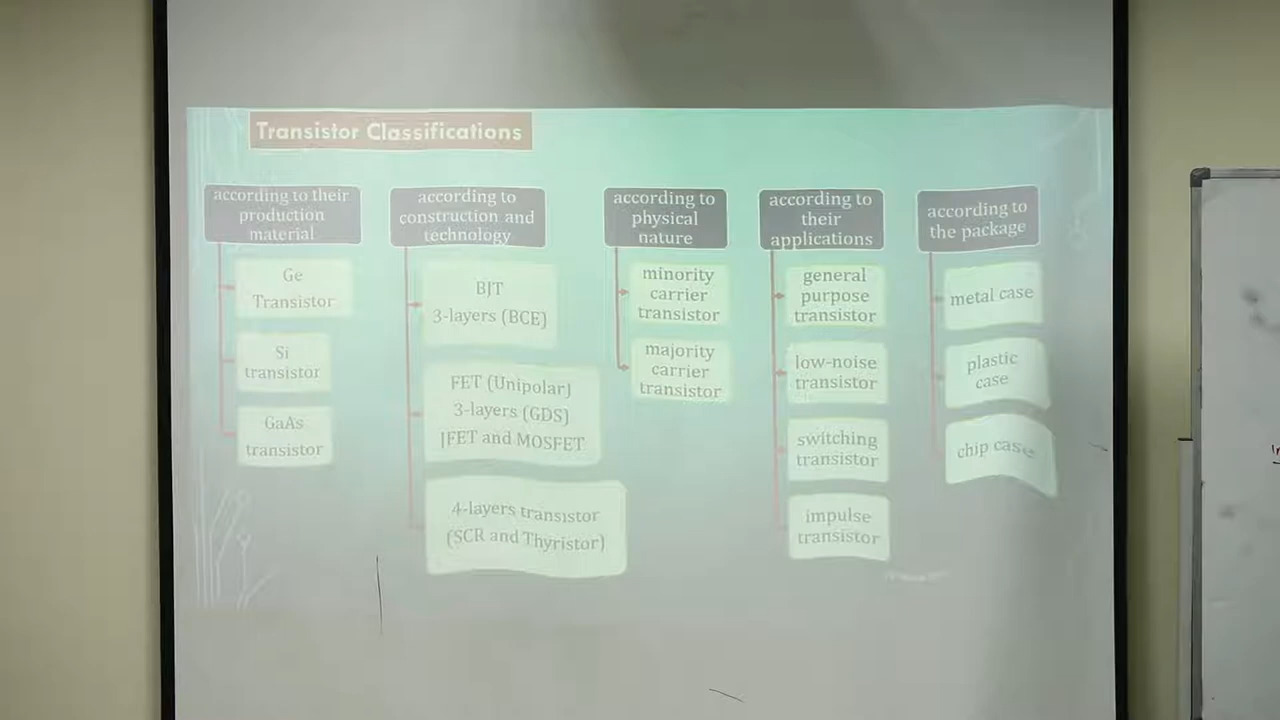 Transistor Classifications
according to their
production
material
Ge
Transistor
Si
transistor
GaAs
transistor
according to
construction and
technology
BJT
3-layers (BCE)
FET (Unipolar)
3-layers (GDS)
JFET and MOSFET
4-layers transistor
(SCR and Thyristor)
according to
physical
nature
minority
carrier
transistor
majority
carrier
transistor
according to
their
applications
general
purpose
transistor
low-noise
transistor
switching
transistor
impulse
transistor
according to
the package
metal case
plastic
case
chip case